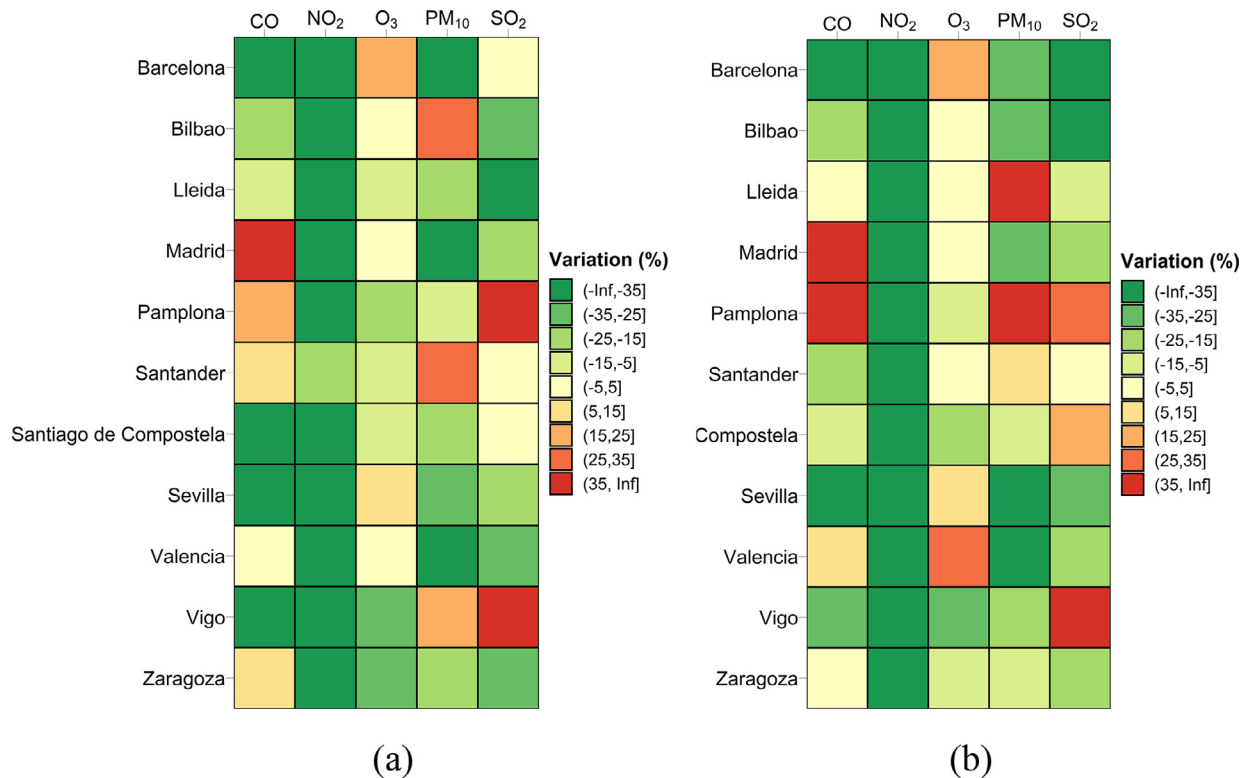 CO NO₂ O₃ PM₁₀ SO₂
Barcelona
Bilbao
Lleida
Madrid
Pamplona
Santander
Santiago de Compostela
Sevilla
Valencia
Vigo
Zaragoza
Variation (%)
(-Inf,-35]
(-35,-25]
(-25,-15]
(-15,-5]
(-5,5]
(5,15]
(15,25]
(25,35]
(35, Inf]
(a)
CO NO₂ O₃ PM₁₀ SO₂
Barcelona
Bilbao
Lleida
Madrid
Pamplona
Santander
Compostela
Sevilla
Valencia
Vigo
Zaragoza
Variation (%)
(-Inf,-35]
(-35,-25]
(-25,-15]
(-15,-5]
(-5,5]
(5,15]
(15,25]
(25,35]
(35, Inf]
(b)